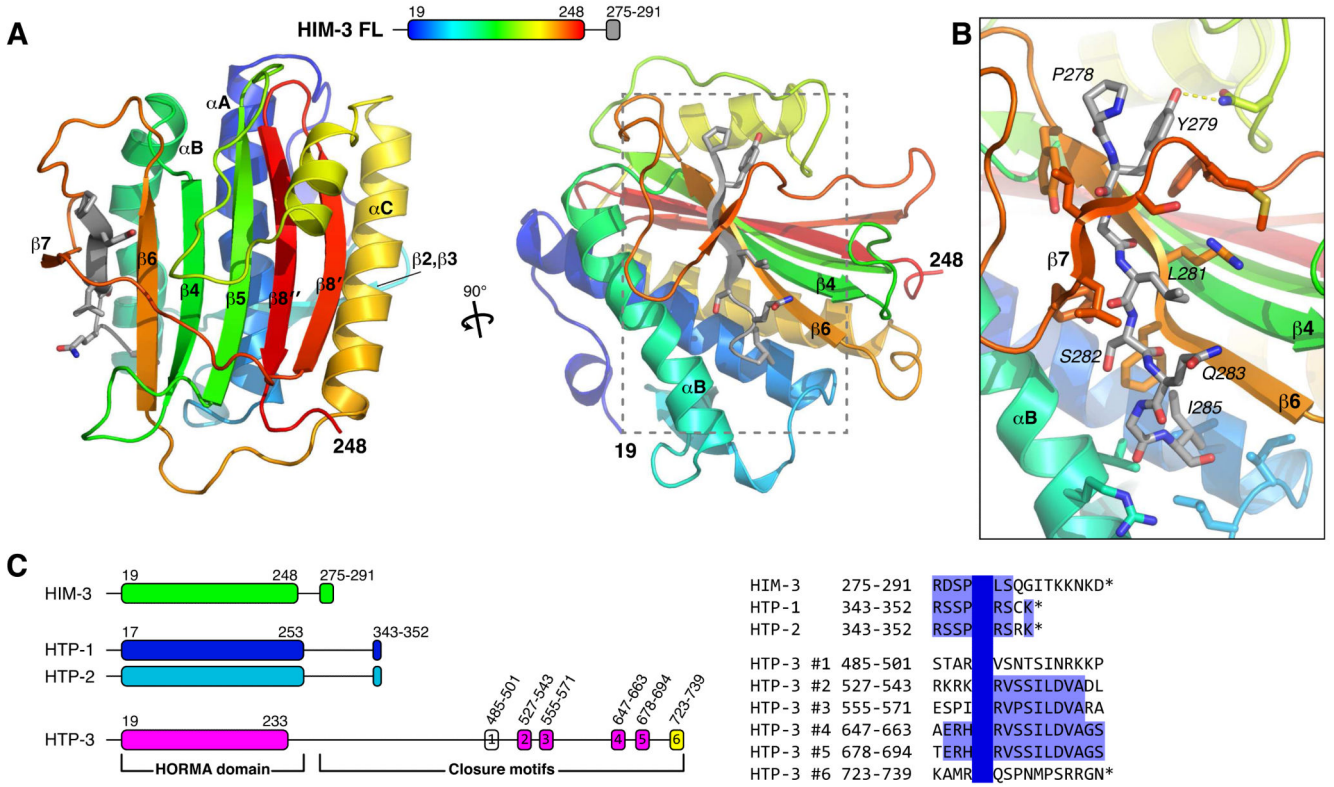 A
HIM-3 FL
19
248
275-291
αA
αB
αC
β7
β6
β4
β5
β8′′
β8′
β2,β3
248
90°
β4
248
β6
αB
19
B
P278
Y279
β7
L281
β4
S282
Q283
β6
I285
αB
C
HIM-3
19
248
275-291
HTP-1
17
253
343-352
HTP-2
HTP-3
19
233
485-501
527-543
555-571
647-663
678-694
723-739
1
2
3
4
5
6
HORMA domain
Closure motifs
HIM-3 275-291 RDSP LSQGITKKNKD*
HTP-1 343-352 RSSP RSCK*
HTP-2 343-352 RSSP RSRK*
HTP-3 #1 485-501 STAR VSNTSINRKKP
HTP-3 #2 527-543 RKRK RVSSILDVADL
HTP-3 #3 555-571 ESPI RVPSILDVARA
HTP-3 #4 647-663 AERH RVSSILDVAGS
HTP-3 #5 678-694 TERH RVSSILDVAGS
HTP-3 #6 723-739 KAMR QSPNMPSRRGN*